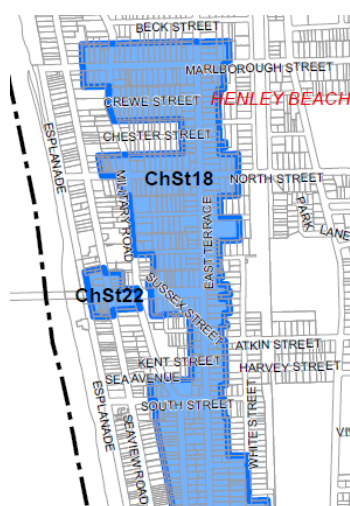 BECK STREET
MARLBOROUGH STREET
CREWE STREET
HENLEY BEACH
ESPLANADE
CHESTER STREET
MILITARY ROAD
ChSt18
NORTH STREET
EAST TERRACE
PARK
LANE
ChSt22
SUSSEX STREET
ATKIN STREET
KENT STREET
HARVEY STREET
SEA AVENUE
ESPLANADE
SOUTH STREET
SEAVIEW ROAD
WHITE STREET
VI